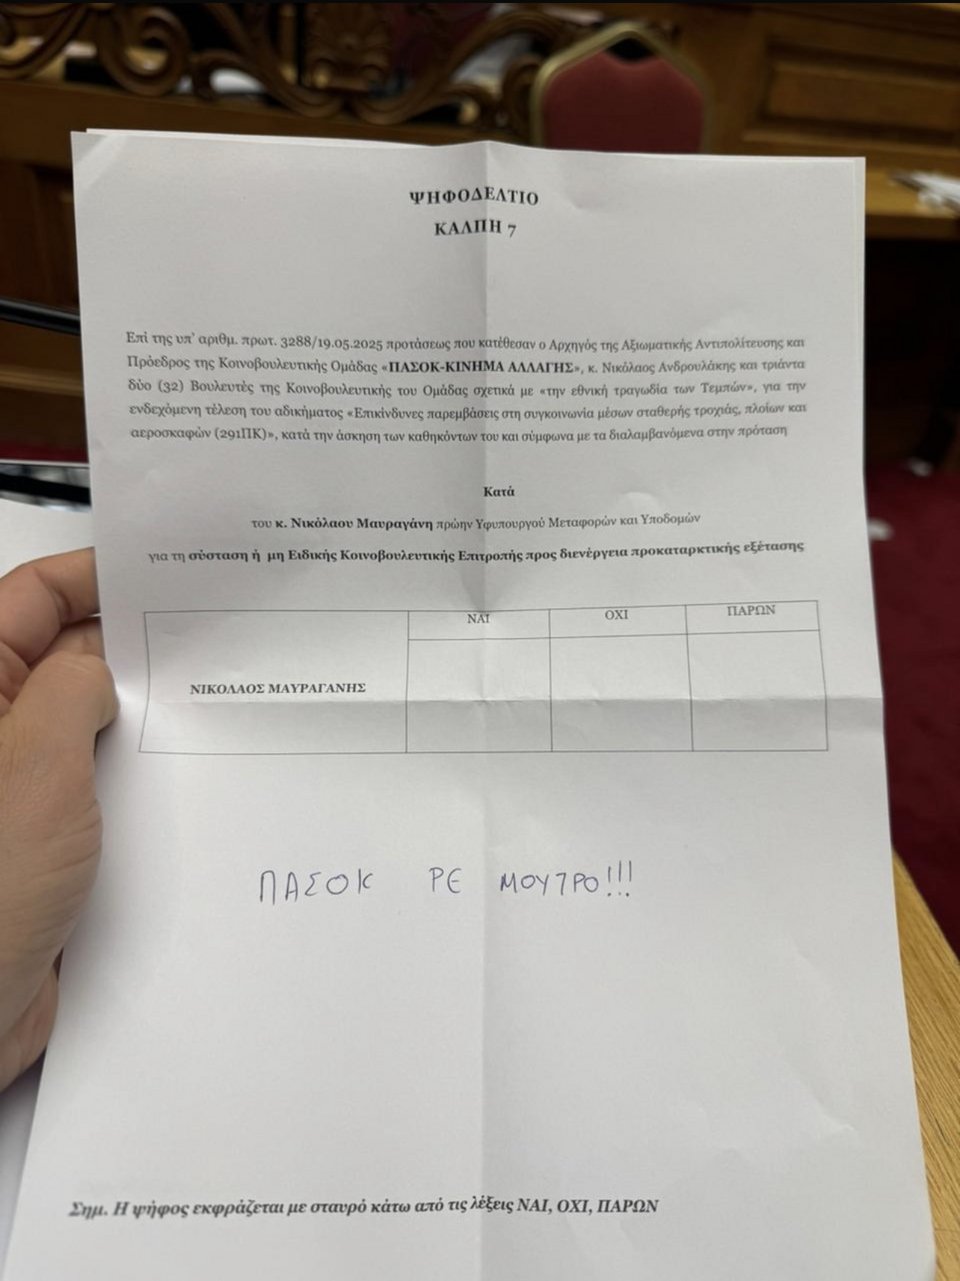 ΨΗΦΟΔΕΛΤΙΟ
ΚΑΛΠΗ 7
Επί της υπ’ αριθμ. πρωτ. 3288/19.05.2025 προτάσεως που κατέθεσαν ο Αρχηγός της Αξιωματικής Αντιπολίτευσης και
Πρόεδρος της Κοινοβουλευτικής Ομάδας «ΠΑΣΟΚ-ΚΙΝΗΜΑ ΑΛΛΑΓΗΣ», κ. Νικόλαος Ανδρουλάκης και τριάντα
δύο (32) Βουλευτές της Κοινοβουλευτικής του Ομάδας σχετικά με «την εθνική τραγωδία των Τεμπών», για την
ενδεχόμενη τέλεση του αδικήματος «Επικίνδυνες παρεμβάσεις στη συγκοινωνία μέσων σταθερής τροχιάς, πλοίων και
αεροσκαφών (291ΠΚ)», κατά την άσκηση των καθηκόντων του και σύμφωνα με τα διαλαμβανόμενα στην πρόταση
Κατά
του κ. Νικόλαου Μαυραγάνη πρώην Υφυπουργού Μεταφορών και Υποδομών
για τη σύσταση ή μη Ειδικής Κοινοβουλευτικής Επιτροπής προς διενέργεια προκαταρκτικής εξέτασης
ΝΑΙ ΟΧΙ ΠΑΡΩΝ
ΝΙΚΟΛΑΟΣ ΜΑΥΡΑΓΑΝΗΣ
ΠΑΣΟΚ ΡΕ ΜΟΥΤΡΟ!!!
Σημ. Η ψήφος εκφράζεται με σταυρό κάτω από τις λέξεις ΝΑΙ, ΟΧΙ, ΠΑΡΩΝ